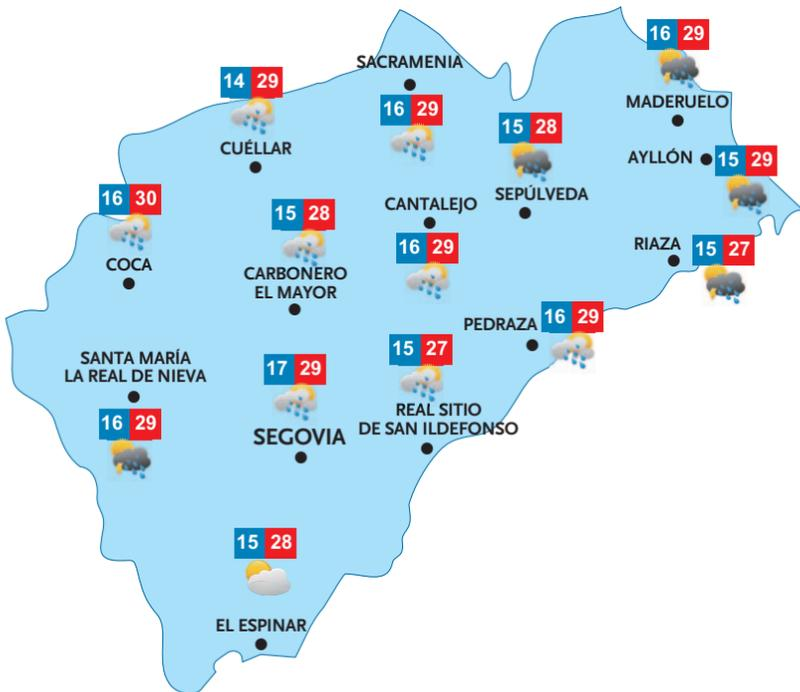 16 29
MADERUELO
SACRAMENIA
16 29
14 29
CUÉLLAR
15 28
SEPÚLVEDA
AYLLÓN
15 29
16 30
COCA
15 28
CARBONERO
EL MAYOR
CANTALEJO
16 29
RIAZA
15 27
PEDRAZA
16 29
SANTA MARÍA
LA REAL DE NIEVA
16 29
17 29
SEGOVIA
15 27
REAL SITIO
DE SAN ILDEFONSO
15 28
EL ESPINAR